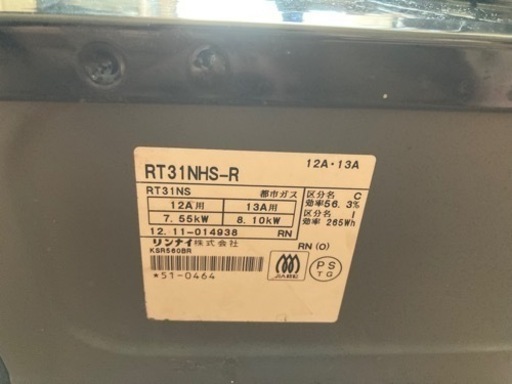 RT31NHS-R
12A・13A
RT31NS 都市ガス
12A用 13A用
7.55kW 8.10kW
区分名 C
効率56.3%
区分名 I
効率 265Wh
12.11-014938 RN
リンナイ株式会社
KSR560BR
RN(O)
*51-0464
PS
TG